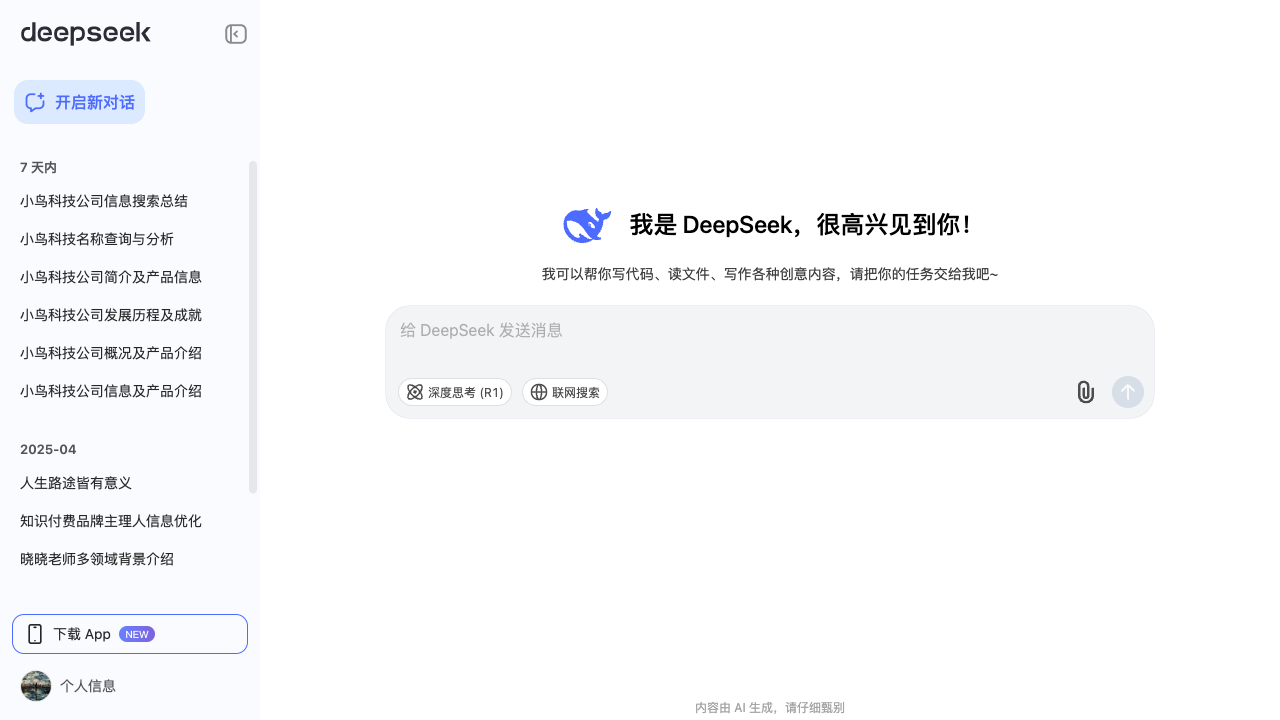 deepseek
开启新对话
7 天内
小鸟科技公司信息搜索总结
小鸟科技名称查询与分析
小鸟科技公司简介及产品信息
小鸟科技公司发展历程及成就
小鸟科技公司概况及产品介绍
小鸟科技公司信息及产品介绍
2025-04
人生路途皆有意义
知识付费品牌主理人信息优化
晓晓老师多领域背景介绍
下载 App NEW
个人信息
我是 DeepSeek，很高兴见到你！
我可以帮你写代码、读文件、写作各种创意内容，请把你的任务交给我吧~
给 DeepSeek 发送消息
深度思考 (R1) 联网搜索
内容由 AI 生成，请仔细甄别